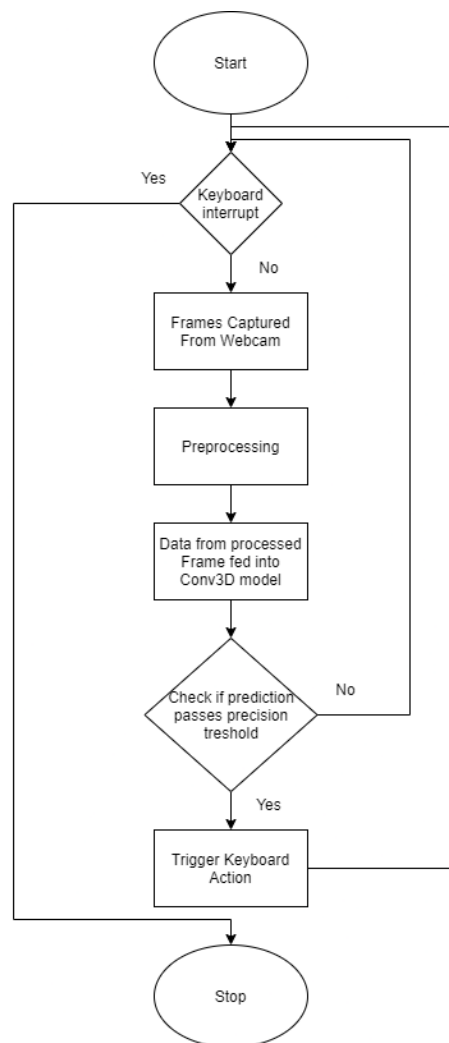 Start
Yes
Keyboard
interrupt
No
Frames Captured
From Webcam
Preprocessing
Data from processed
Frame fed into
Conv3D model
Check if prediction
passes precision
treshold
No
Yes
Trigger Keyboard
Action
Stop